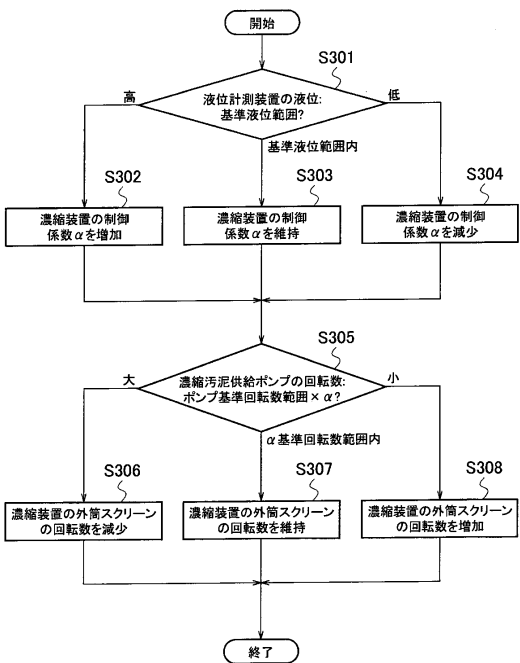 開始
S301
液位計測装置の液位:
基準液位範囲?
高
低
基準液位範囲内
S302
S303
S304
濃縮装置の制御
係数αを増加
濃縮装置の制御
係数αを維持
濃縮装置の制御
係数αを減少
S305
濃縮汚泥供給ポンプの回転数:
ポンプ基準回転数範囲×α?
大
小
α基準回転数範囲内
S306
S307
S308
濃縮装置の外筒スクリーン
の回転数を減少
濃縮装置の外筒スクリーン
の回転数を維持
濃縮装置の外筒スクリーン
の回転数を増加
終了